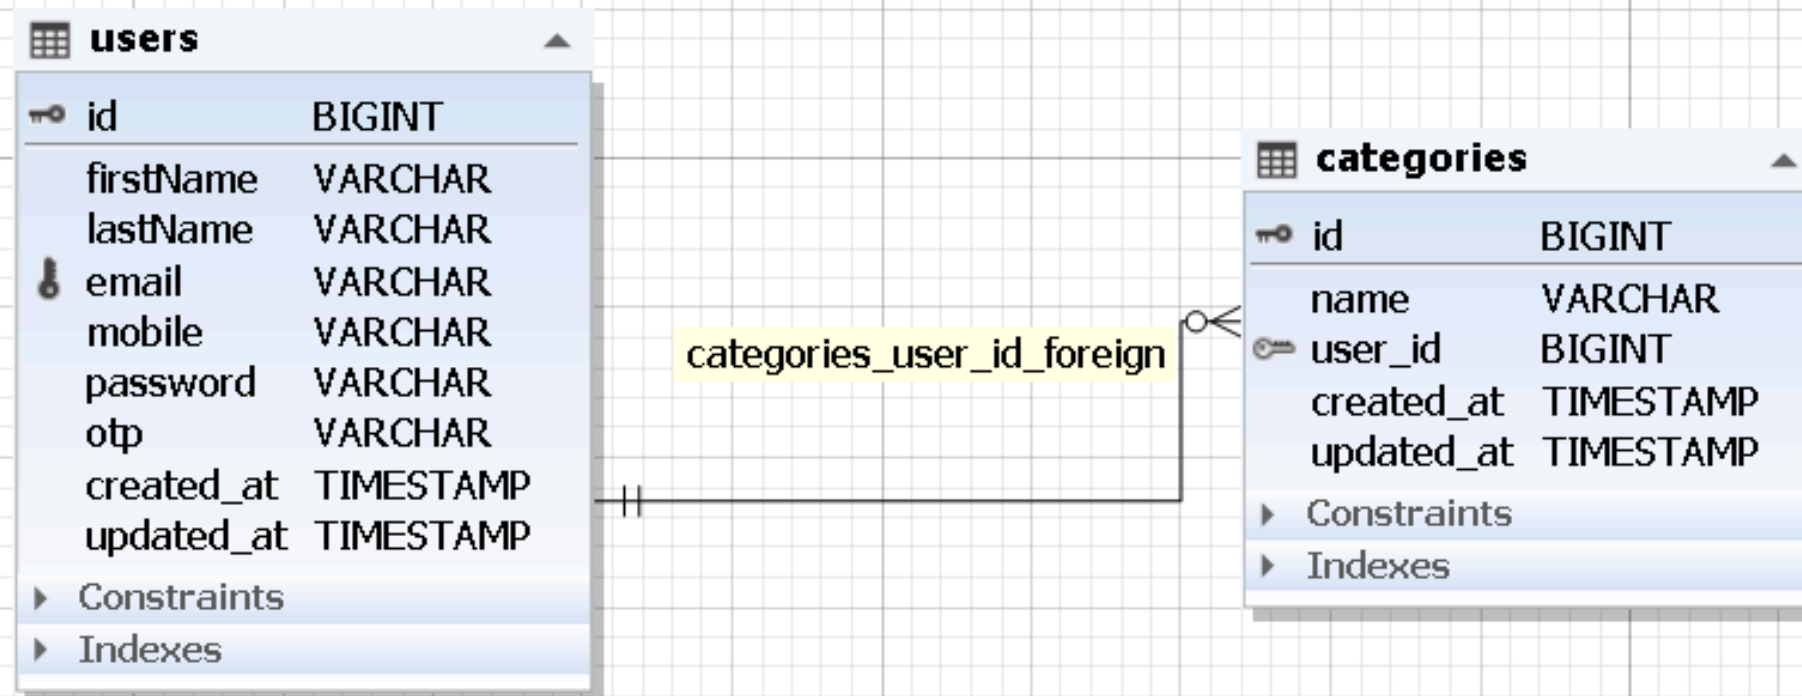 users
id BIGINT
firstName VARCHAR
lastName VARCHAR
email VARCHAR
mobile VARCHAR
password VARCHAR
otp VARCHAR
created_at TIMESTAMP
updated_at TIMESTAMP
Constraints
Indexes
categories_user_id_foreign
categories
id BIGINT
name VARCHAR
user_id BIGINT
created_at TIMESTAMP
updated_at TIMESTAMP
Constraints
Indexes